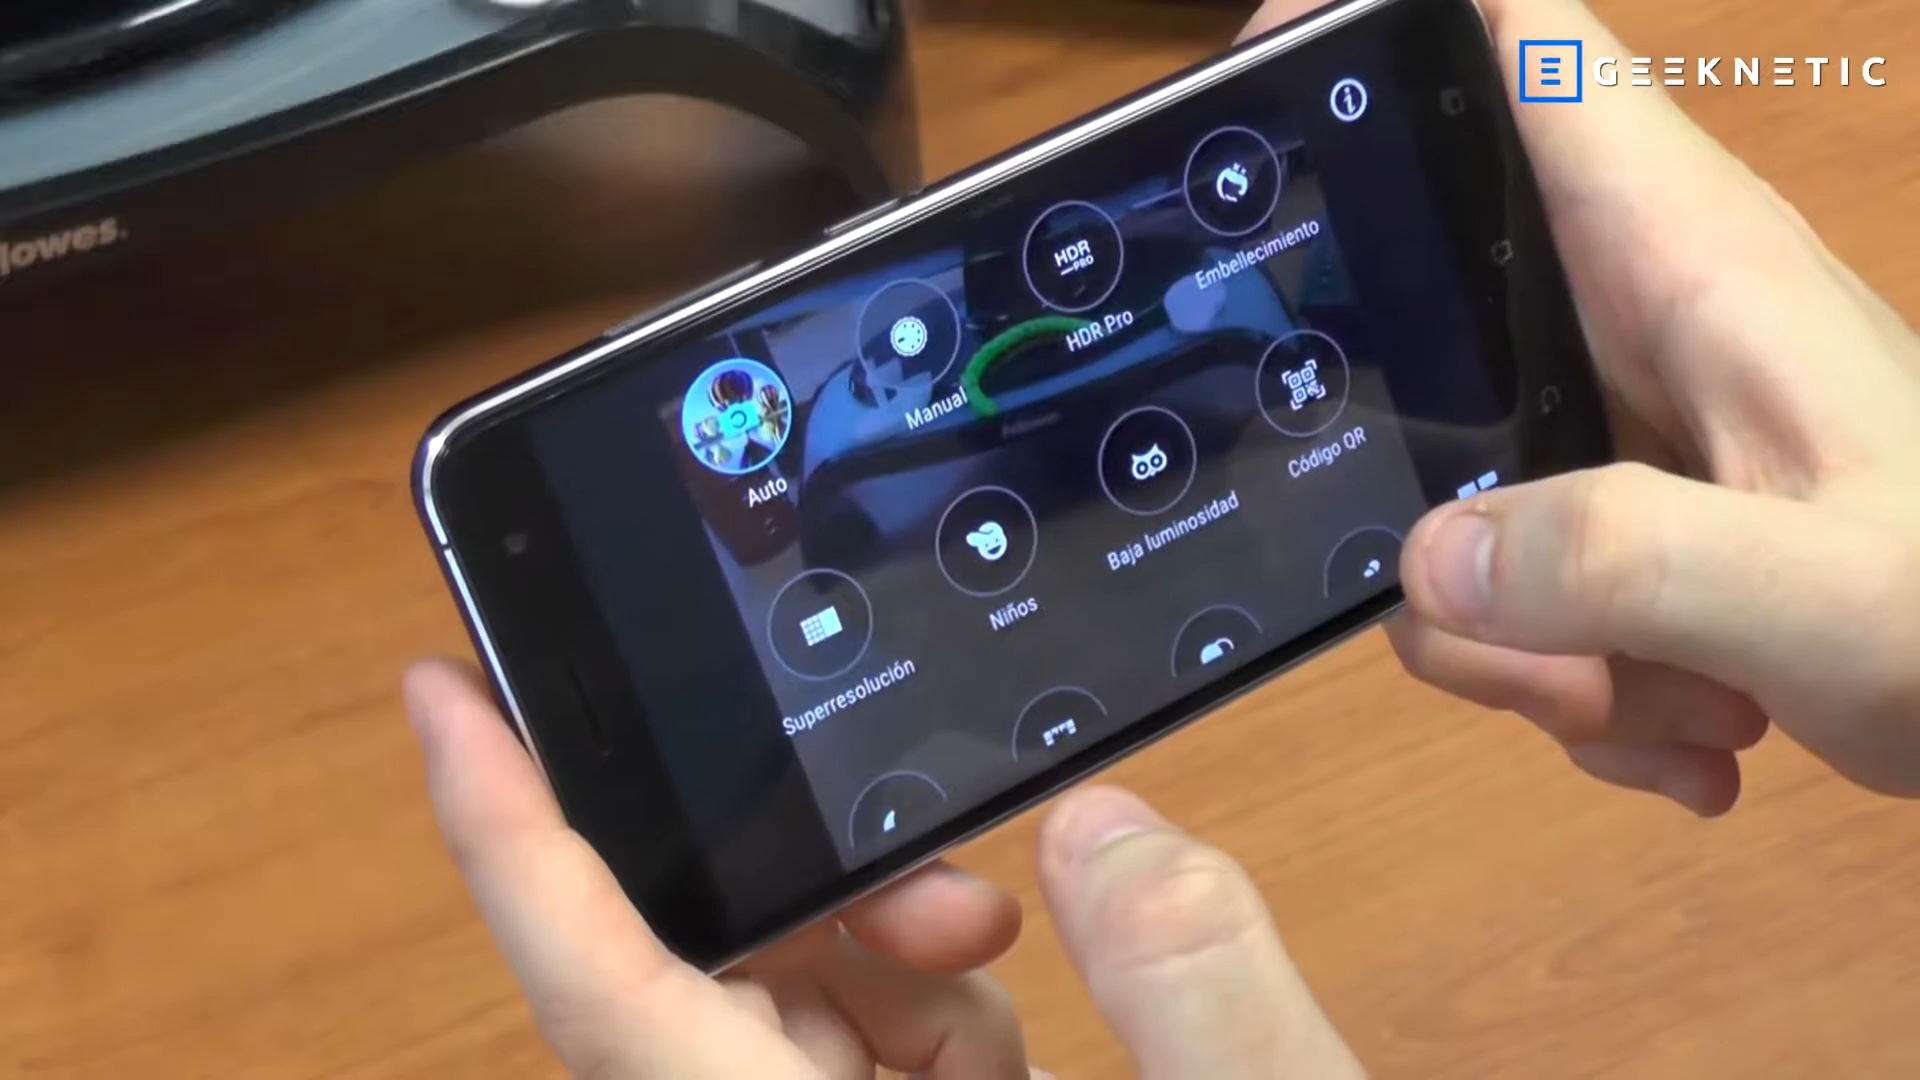 GEEKNETIC
lowes.
Auto
Manual
HDR
PRO
HDR Pro
Embellecimiento
Superresolución
Niños
Baja luminosidad
Código QR